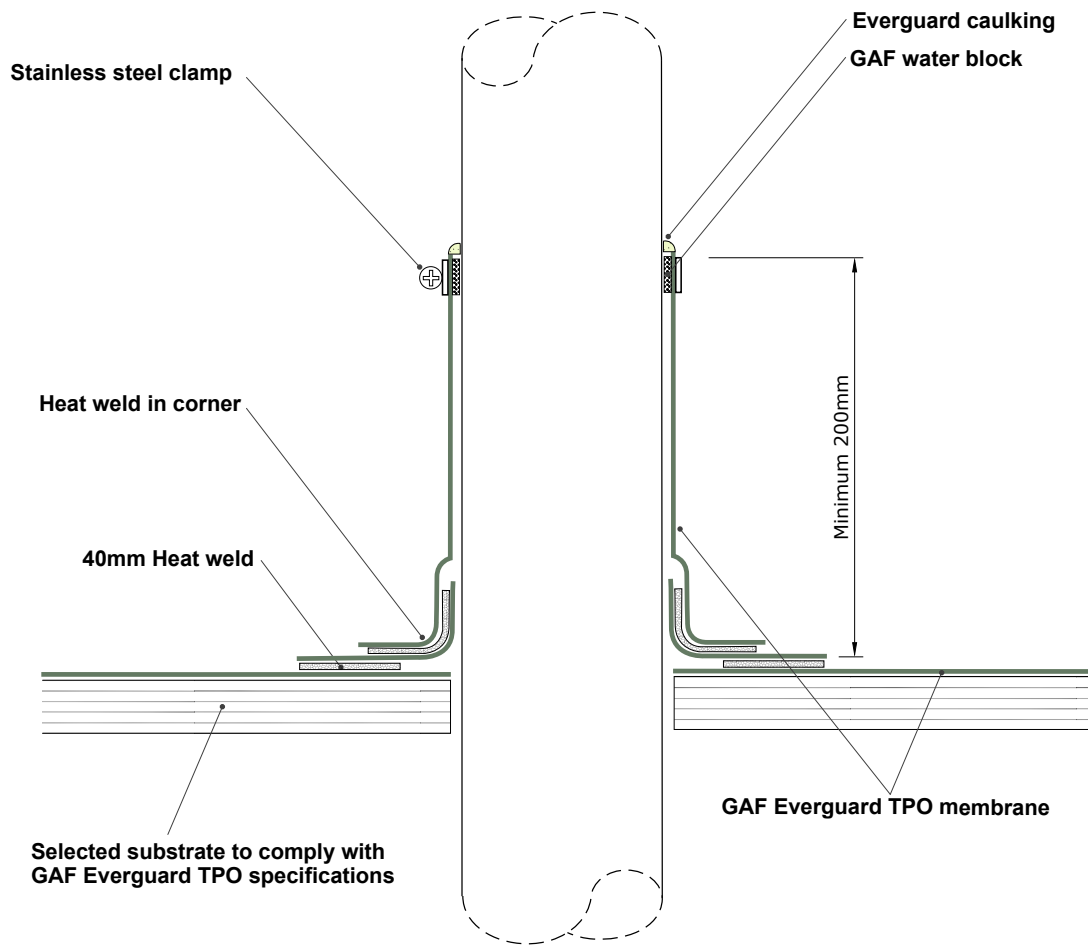 Everguard caulking
GAF water block
Stainless steel clamp
Heat weld in corner
Minimum 200mm
40mm Heat weld
GAF Everguard TPO membrane
Selected substrate to comply with
GAF Everguard TPO specifications